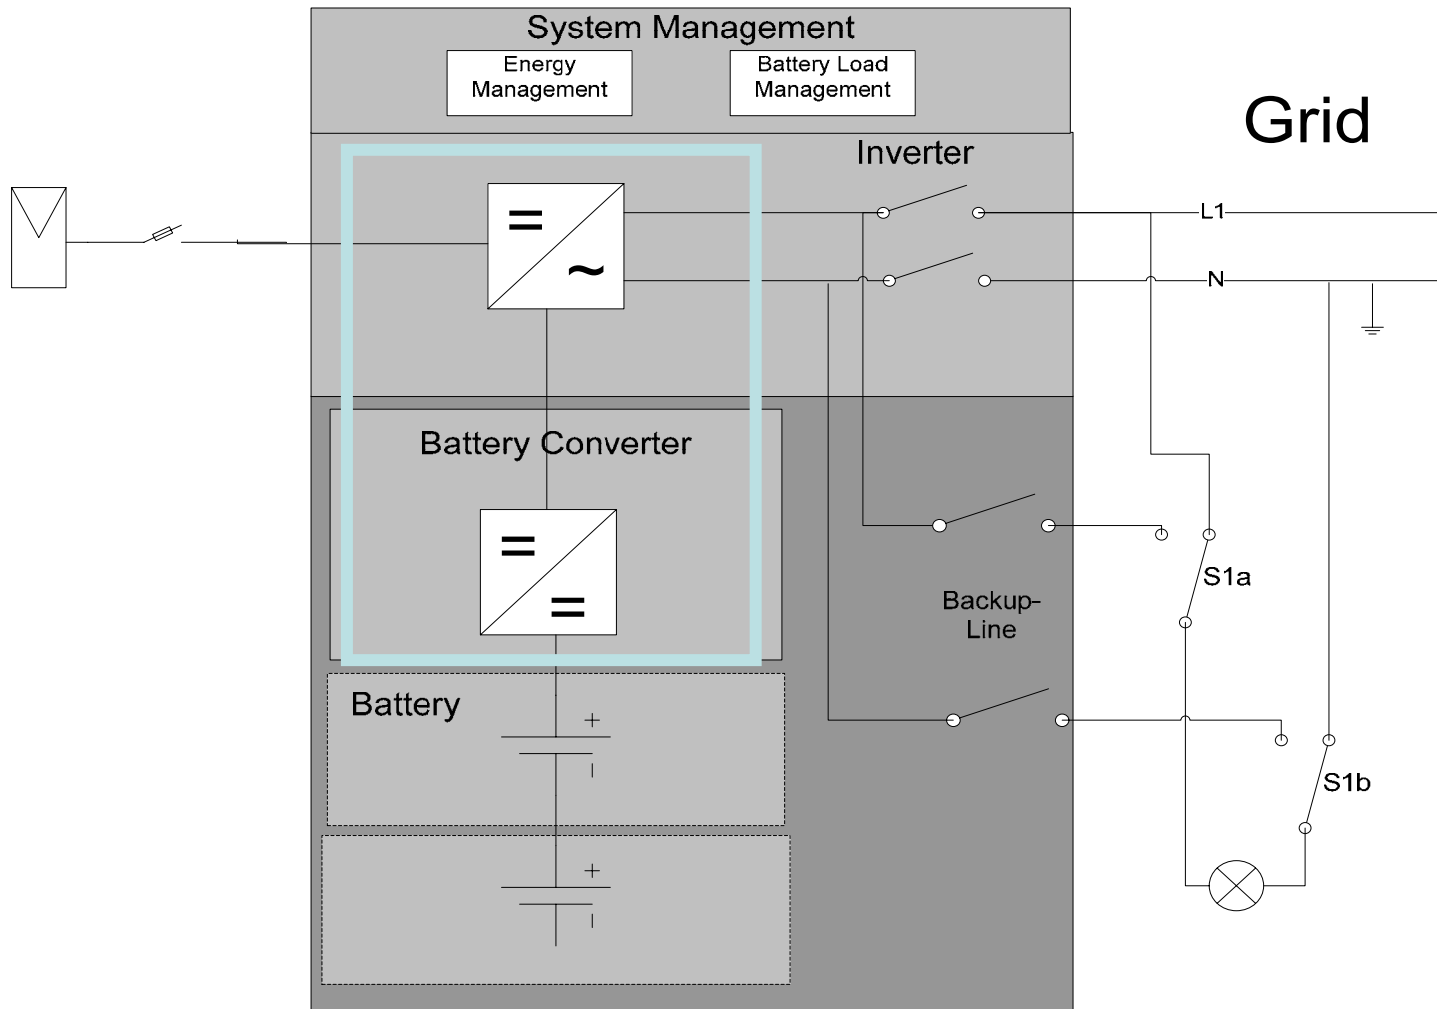 System Management
Energy
Management
Battery Load
Management
Grid
Inverter
=
~
L1
N
Battery Converter
=
=
S1a
Backup-
Line
Battery
+
–
S1b
+
–